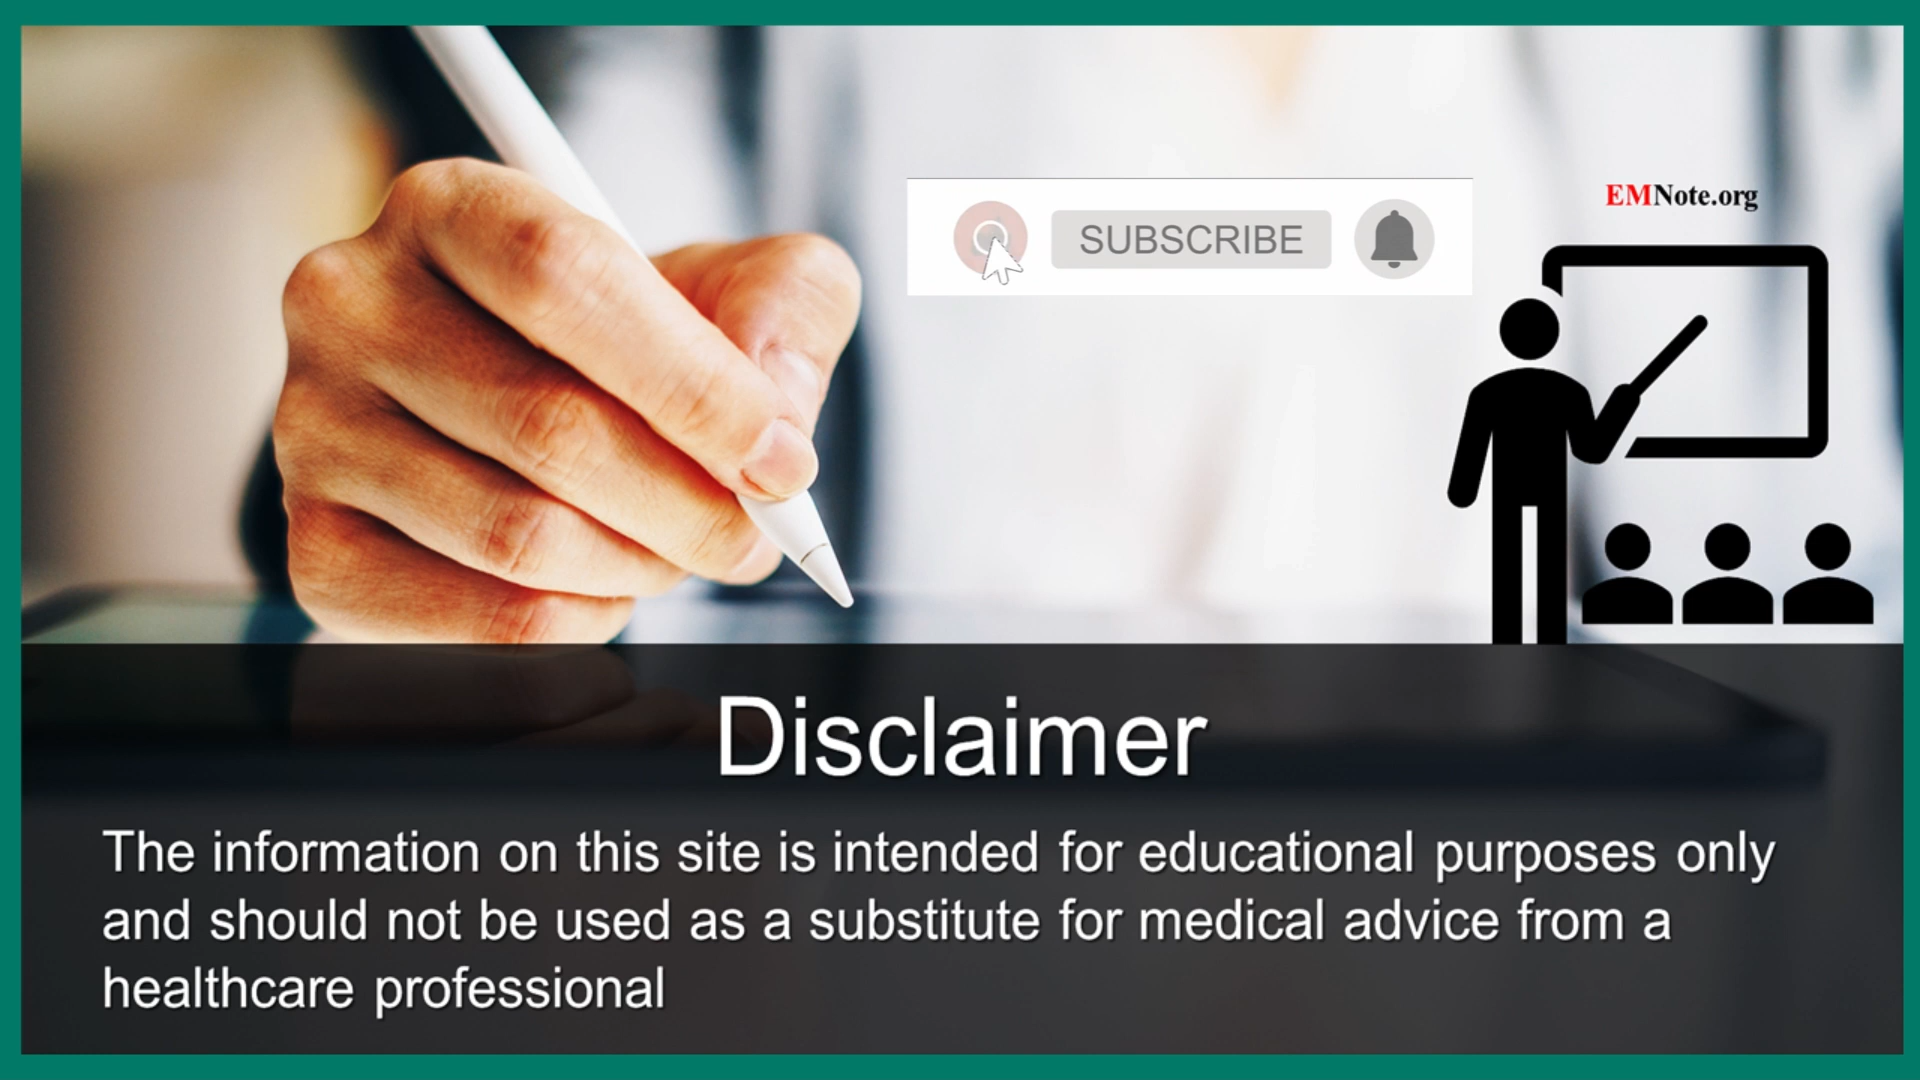 EMNote.org
SUBSCRIBE
Disclaimer
The information on this site is intended for educational purposes only
and should not be used as a substitute for medical advice from a
healthcare professional